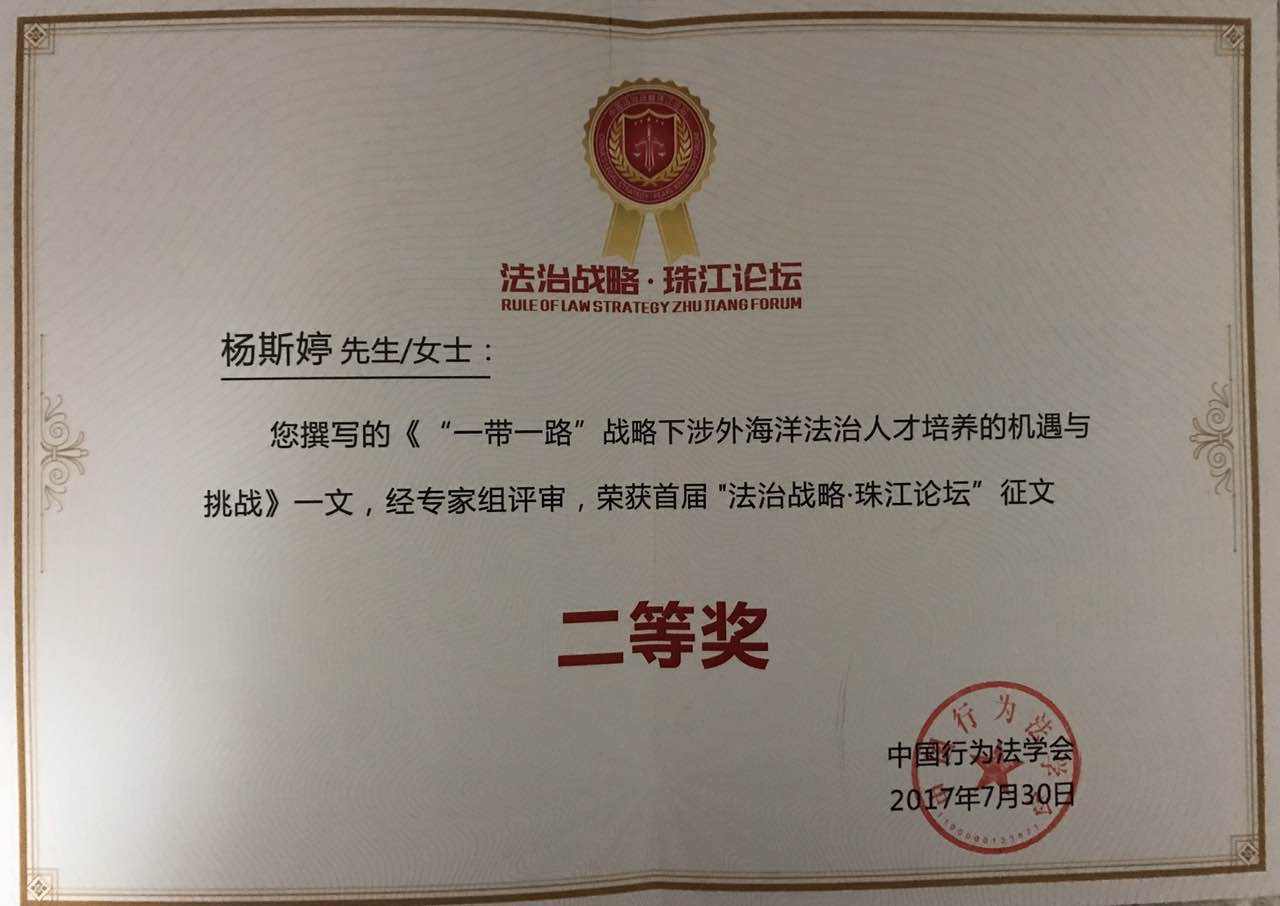 法治战略·珠江论坛
RULE OF LAW STRATEGY ZHUJIANG FORUM
杨斯婷 先生/女士：
您撰写的《“一带一路”战略下涉外海洋法治人才培养的机遇与
挑战》一文，经专家组评审，荣获首届"法治战略·珠江论坛”征文
二等奖
中国行为法学会
2017年7月30日